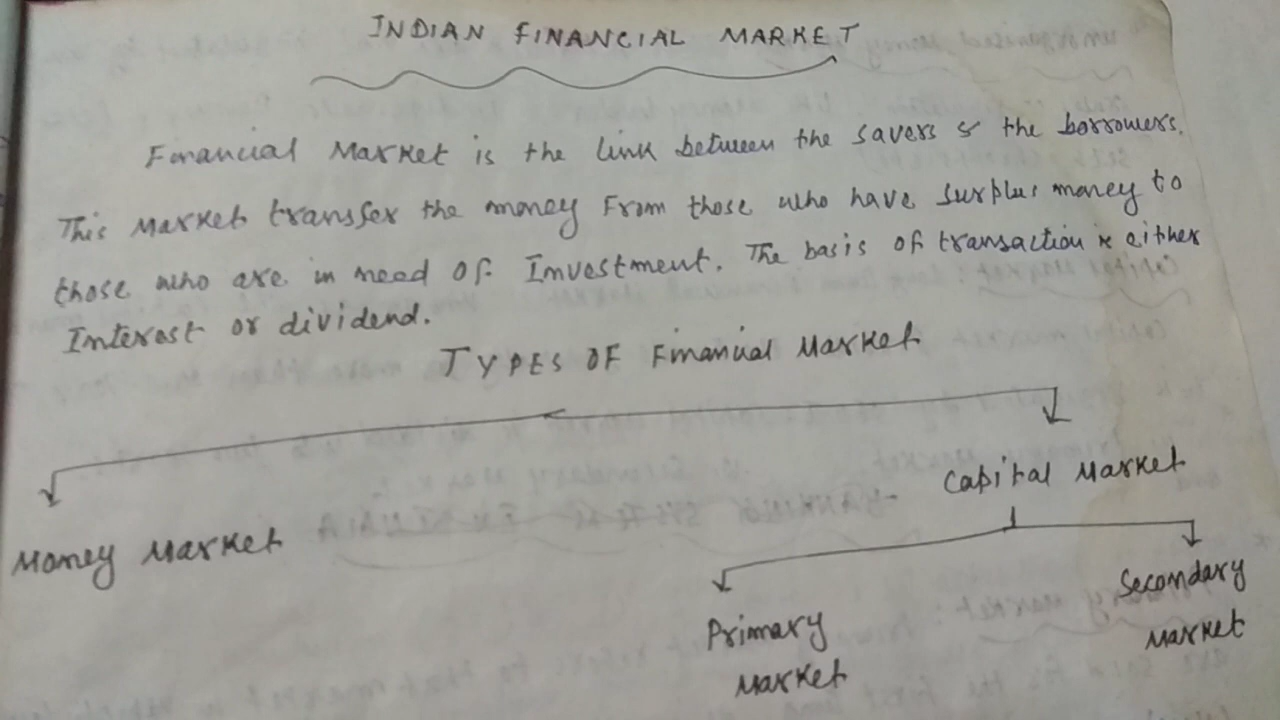 INDIAN FINANCIAL MARKET
Financial Market is the link between the savers & the borrowers.
This Market transfer the money From those who have surplus money to
those who are in need OF Investment. The basis of transaction is either
Interest or dividend.
TYPES OF Financial Market
Capital Market
Money Market
Secondary
Market
Primary
Market